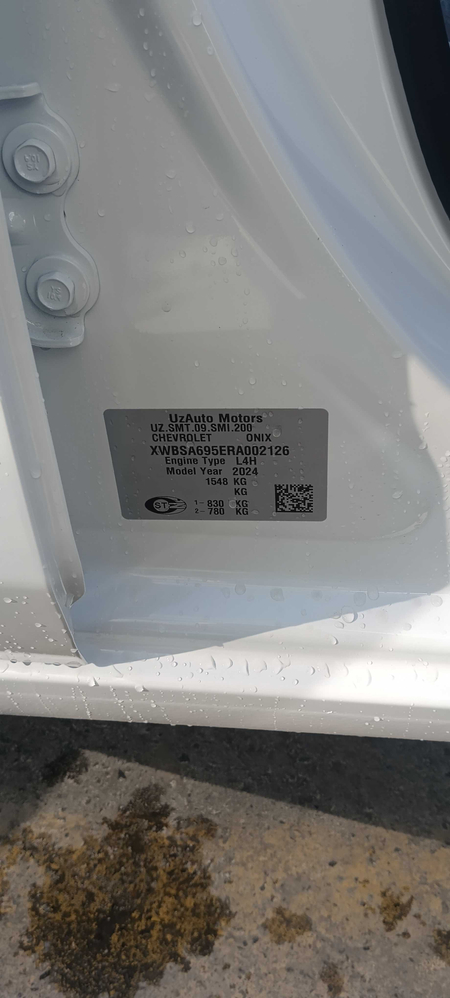 UzAuto Motors
UZ.SMT.09.SMI.200
CHEVROLET ONIX
XWBSA695ERA002126
Engine Type L4H
Model Year 2024
1548 KG
KG
ST 1- 830 KG
2- 780 KG